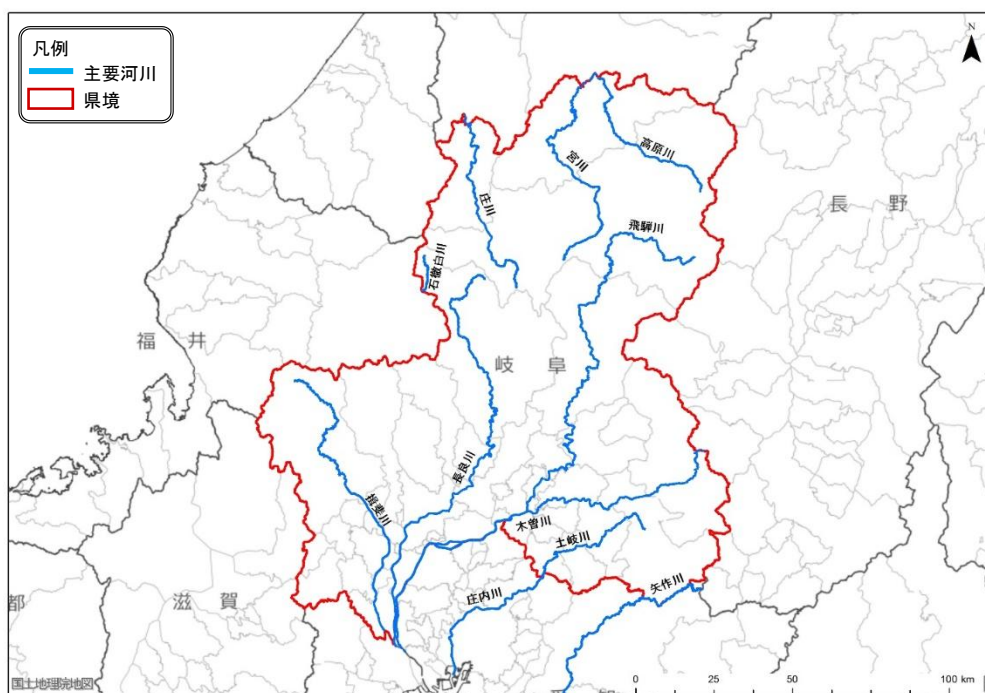 凡例
主要河川
県境
N
高原川
宮川
庄川
飛騨川
長 野
石徹白川
福 井
岐 阜
長良川
揖斐川
木曽川
土岐川
矢作川
庄内川
都
滋 賀
国土地理院地図
0 25 50 100 km